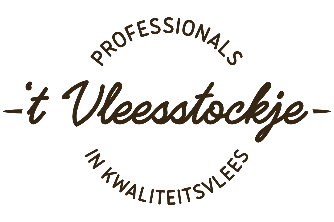 PROFESSIONALS
't Vleesstockje
IN KWALITEITSVLEES